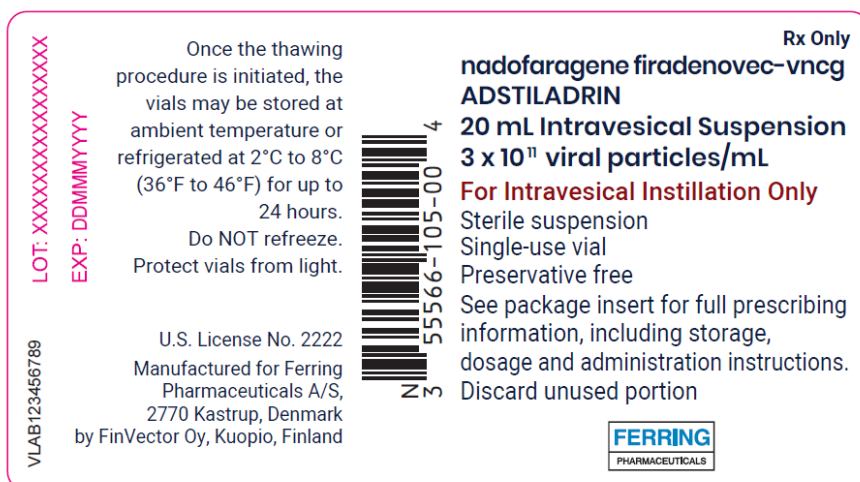 LOT: XXXXXXXXXXXXXXXXXX
EXP: DDMMMYYYY
VLAB123456789
Once the thawing
procedure is initiated, the
vials may be stored at
ambient temperature or
refrigerated at 2°C to 8°C
(36°F to 46°F) for up to
24 hours.
Do NOT refreeze.
Protect vials from light.
U.S. License No. 2222
Manufactured for Ferring
Pharmaceuticals A/S,
2770 Kastrup, Denmark
by FinVector Oy, Kuopio, Finland
N
3 55566-105-00 4
Rx Only
nadofaragene firadenovec-vncg
ADSTILADRIN
20 mL Intravesical Suspension
3 x 10¹¹ viral particles/mL
For Intravesical Instillation Only
Sterile suspension
Single-use vial
Preservative free
See package insert for full prescribing
information, including storage,
dosage and administration instructions.
Discard unused portion
FERRING
PHARMACEUTICALS